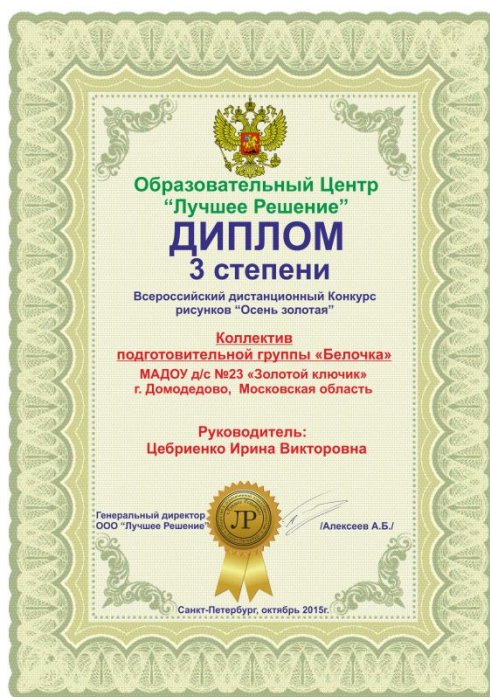 Образовательный Центр
“Лучшее Решение”
ДИПЛОМ
3 степени
Всероссийский дистанционный Конкурс
рисунков “Осень золотая”
Коллектив
подготовительной группы «Белочка»
МАДОУ д/с №23 «Золотой ключик»
г. Домодедово, Московская область
Руководитель:
Цебриенко Ирина Викторовна
Генеральный директор
ООО “Лучшее Решение”
ЛР
/Алексеев А.Б./
Санкт-Петербург, октябрь 2015г.